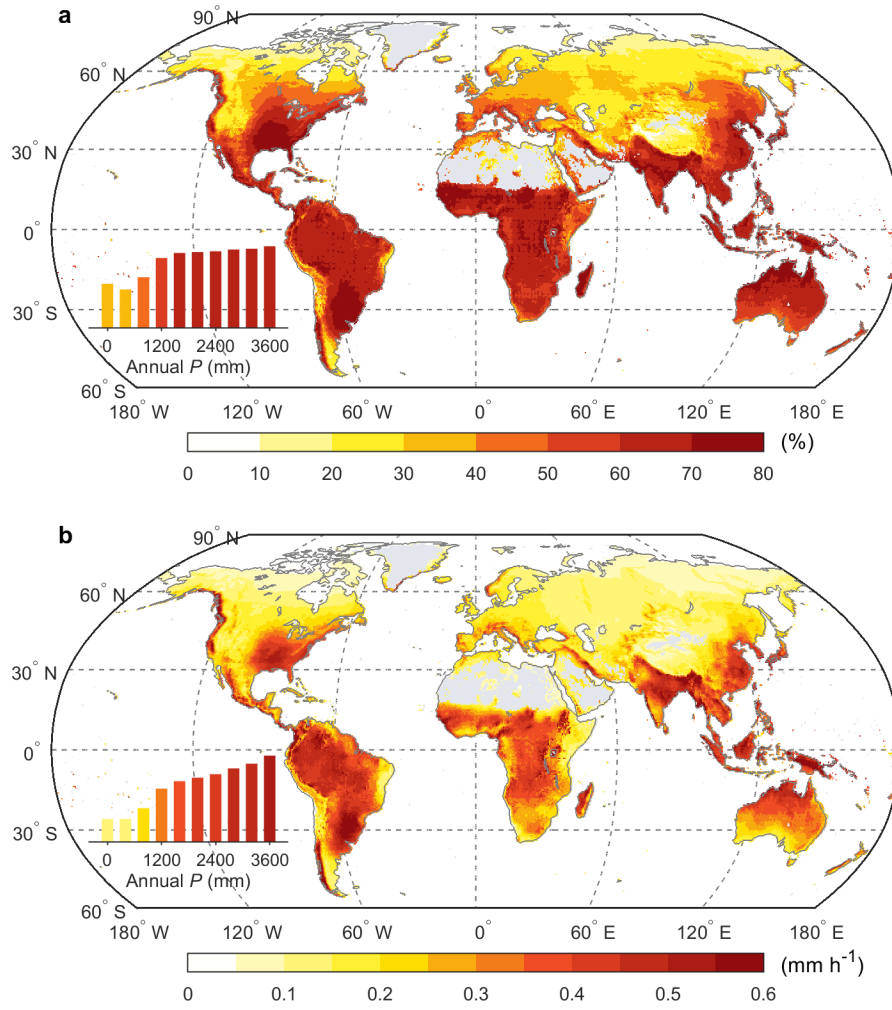 a
90° N
60° N
30° N
0°
30° S
60° S
0 1200 2400 3600
Annual P (mm)
180° W 120° W 60° W 0° 60° E 120° E 180° E
(%)
0 10 20 30 40 50 60 70 80
b
90° N
60° N
30° N
0°
30° S
60° S
0 1200 2400 3600
Annual P (mm)
180° W 120° W 60° W 0° 60° E 120° E 180° E
(mm h⁻¹)
0 0.1 0.2 0.3 0.4 0.5 0.6